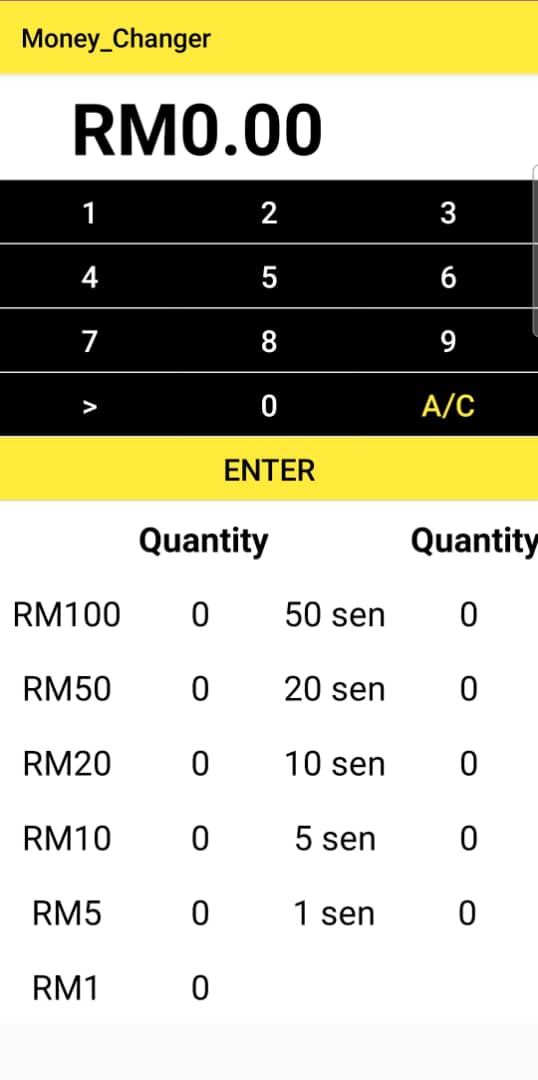 Money_Changer
RM0.00
1 2 3
4 5 6
7 8 9
> 0 A/C
ENTER
Quantity Quantity
RM100 0 50 sen 0
RM50 0 20 sen 0
RM20 0 10 sen 0
RM10 0 5 sen 0
RM5 0 1 sen 0
RM1 0